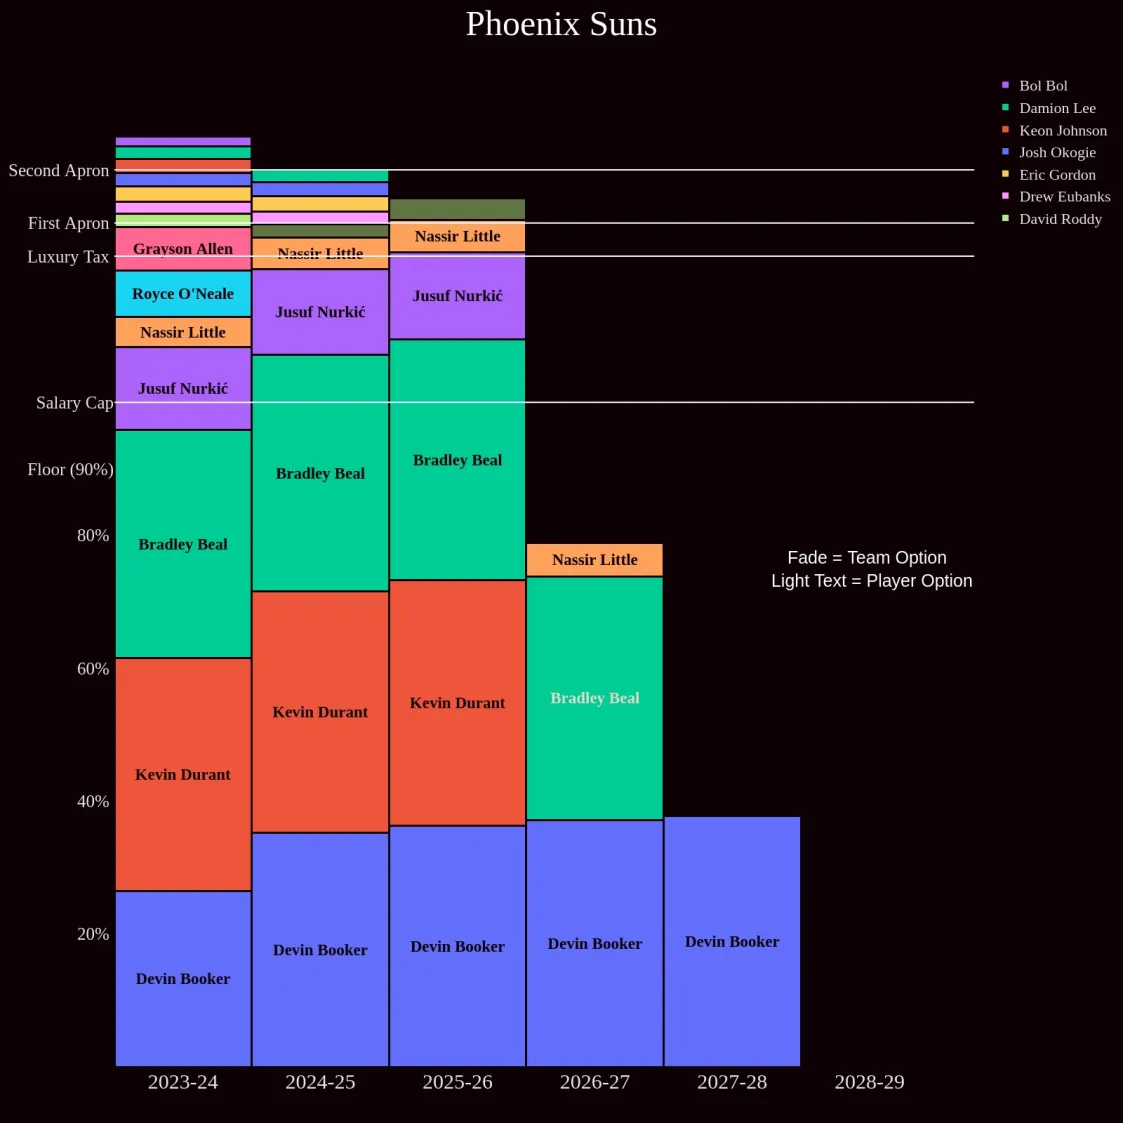 Phoenix Suns
Bol Bol
Damion Lee
Keon Johnson
Josh Okogie
Eric Gordon
Drew Eubanks
David Roddy
Second Apron
First Apron
Luxury Tax
Salary Cap
Floor (90%)
80%
60%
40%
20%
Grayson Allen
Royce O'Neale
Nassir Little
Jusuf Nurkić
Bradley Beal
Kevin Durant
Devin Booker
Nassir Little
Jusuf Nurkić
Bradley Beal
Kevin Durant
Devin Booker
Nassir Little
Jusuf Nurkić
Bradley Beal
Kevin Durant
Devin Booker
Nassir Little
Bradley Beal
Devin Booker
Devin Booker
Fade = Team Option
Light Text = Player Option
2023-24 2024-25 2025-26 2026-27 2027-28 2028-29